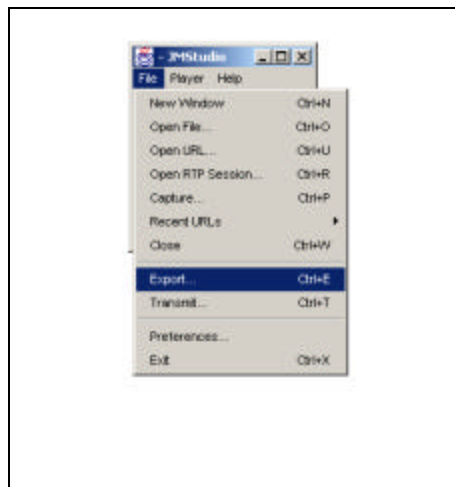 - JMStudio
File Player Help
New Window Ctrl+N
Open File... Ctrl+O
Open URL... Ctrl+U
Open RTP Session... Ctrl+R
Capture... Ctrl+P
Recent URLs
Close Ctrl+W
Export... Ctrl+E
Transmit... Ctrl+T
Preferences...
Exit Ctrl+X